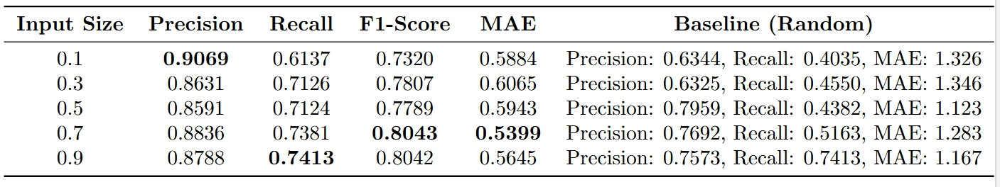 Input Size Precision Recall F1-Score MAE Baseline (Random)
0.1 0.9069 0.6137 0.7320 0.5884 Precision: 0.6344, Recall: 0.4035, MAE: 1.326
0.3 0.8631 0.7126 0.7807 0.6065 Precision: 0.6325, Recall: 0.4550, MAE: 1.346
0.5 0.8591 0.7124 0.7789 0.5943 Precision: 0.7959, Recall: 0.4382, MAE: 1.123
0.7 0.8836 0.7381 0.8043 0.5399 Precision: 0.7692, Recall: 0.5163, MAE: 1.283
0.9 0.8788 0.7413 0.8042 0.5645 Precision: 0.7573, Recall: 0.7413, MAE: 1.167